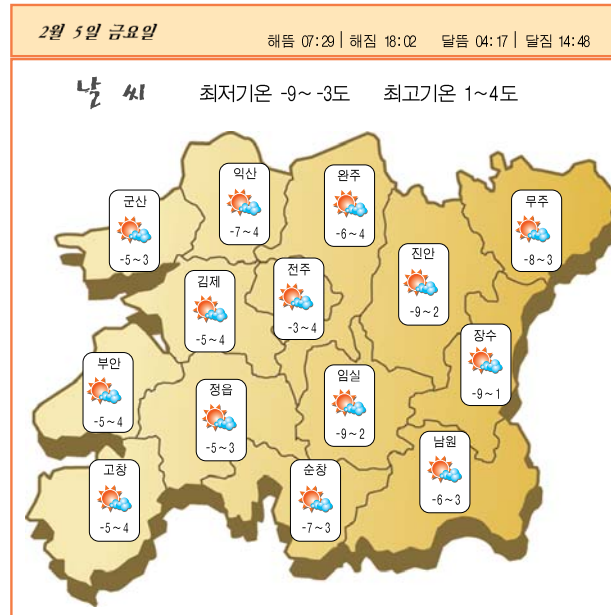 2월 5일 금요일
해뜸 07:29 | 해짐 18:02 달뜸 04:17 | 달짐 14:48
날 씨 최저기온 -9~ -3도 최고기온 1~4도
익산
-7~4
완주
-6~4
군산
-5~3
무주
-8~3
진안
-9~2
전주
-3~4
김제
-5~4
장수
-9~1
부안
-5~4
임실
-9~2
정읍
-5~3
남원
-6~3
고창
-5~4
순창
-7~3